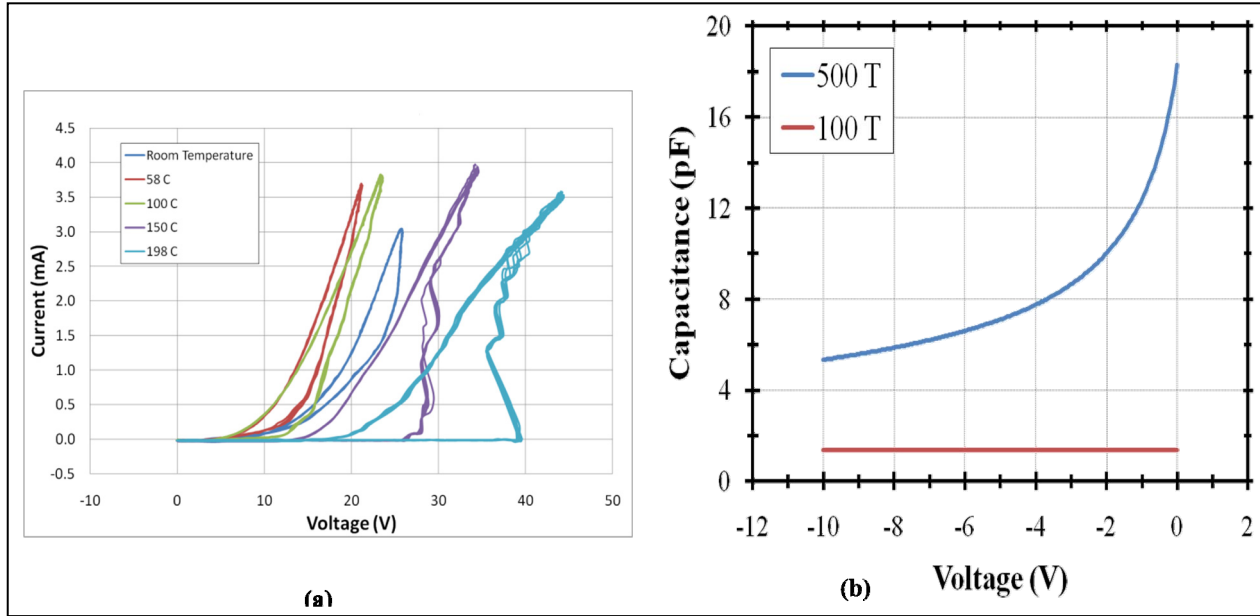 4.5
4.0
3.5
3.0
2.5
2.0
1.5
1.0
0.5
0.0
-0.5
Current (mA)
Room Temperature
58 C
100 C
150 C
198 C
-10 0 10 20 30 40 50
Voltage (V)
(a)
20
16
12
8
4
0
Capacitance (pF)
500 T
100 T
-12 -10 -8 -6 -4 -2 0 2
Voltage (V)
(b)